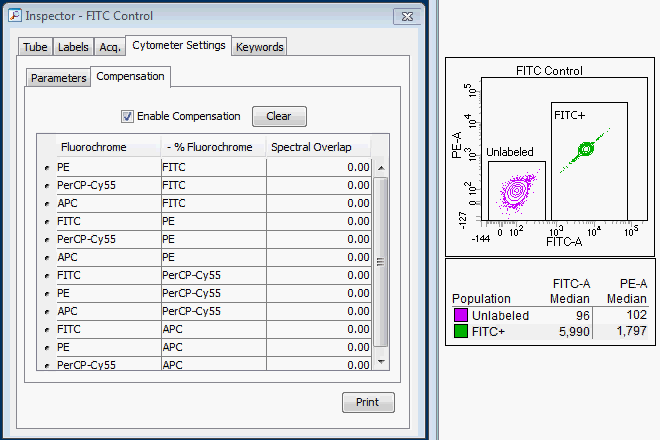 Inspector - FITC Control
Tube Labels Acq. Cytometer Settings Keywords
Parameters Compensation
Enable Compensation Clear
Fluorochrome - % Fluorochrome Spectral Overlap
PE FITC 0.00
PerCP-Cy55 FITC 0.00
APC FITC 0.00
FITC PE 0.00
PerCP-Cy55 PE 0.00
APC PE 0.00
FITC PerCP-Cy55 0.00
PE PerCP-Cy55 0.00
APC PerCP-Cy55 0.00
FITC APC 0.00
PE APC 0.00
PerCP-Cy55 APC 0.00
Print
FITC Control
PE-A
10^5
10^4
10^3
10^2
0
-127
FITC+
Unlabeled
-144 0 10^2 10^3 10^4 10^5
FITC-A
FITC-A PE-A
Population Median Median
Unlabeled 96 102
FITC+ 5,990 1,797